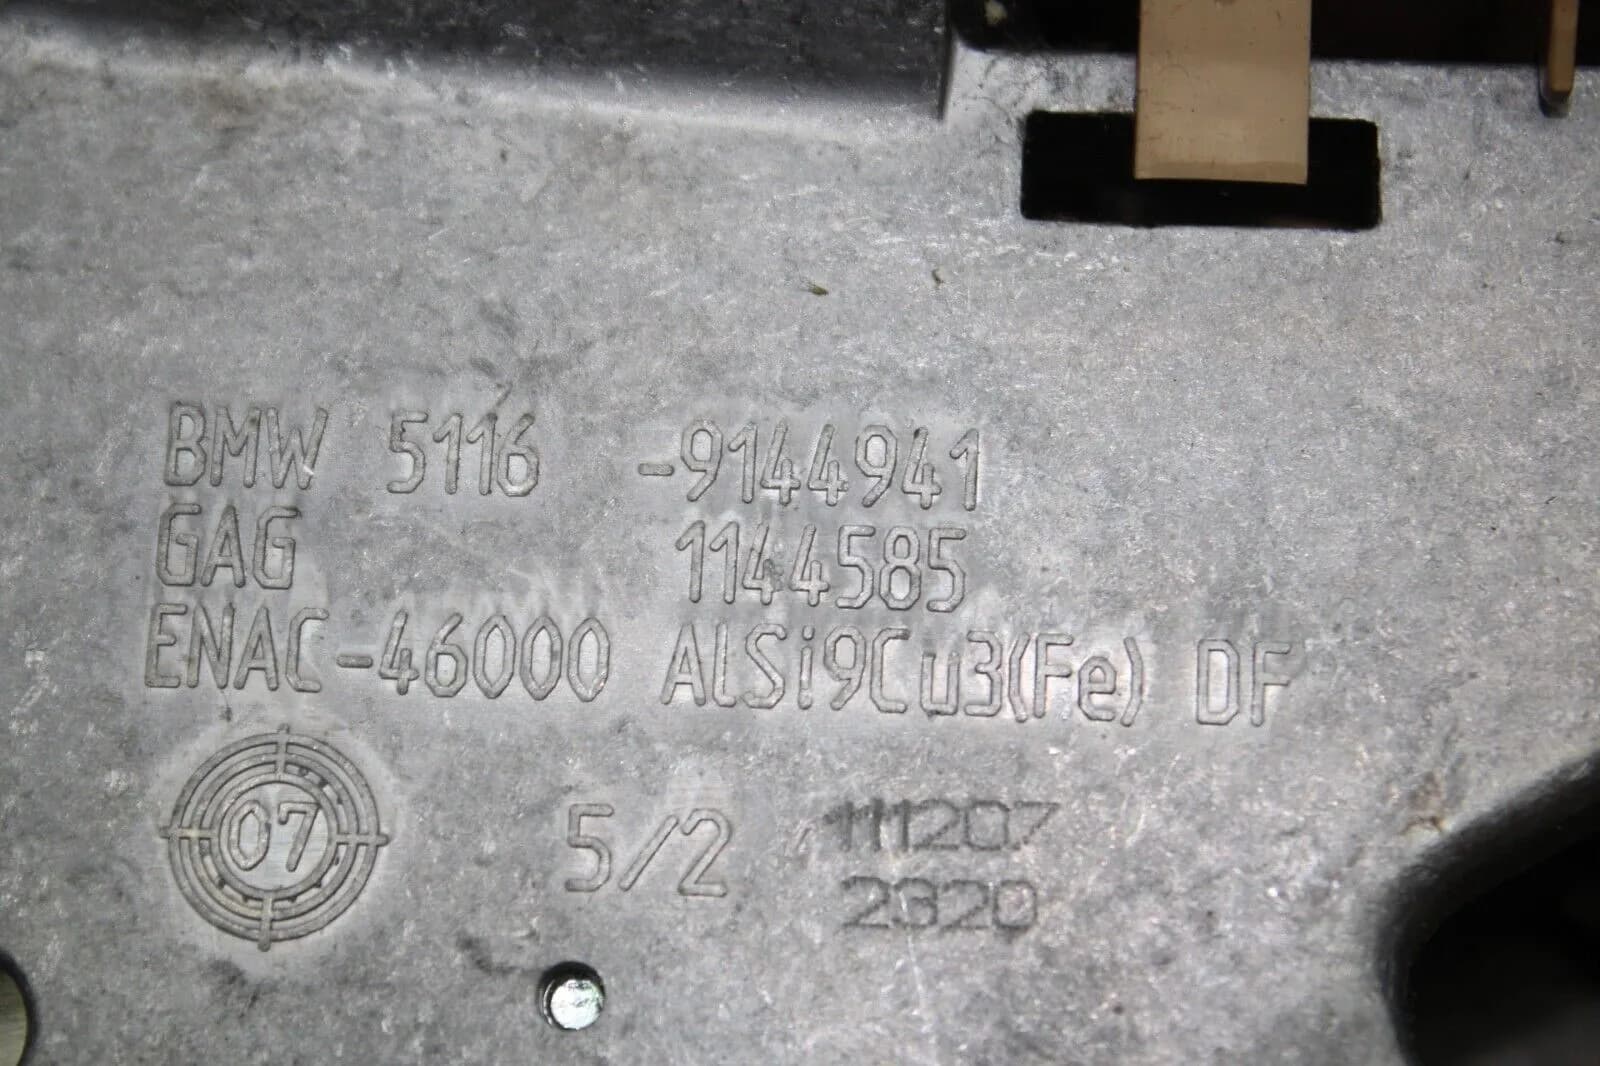 BMW 5116 -9144941
GAG 1144585
ENAC-46000 ALSi9Cu3(Fe) DF
07 5/2 111207
2320